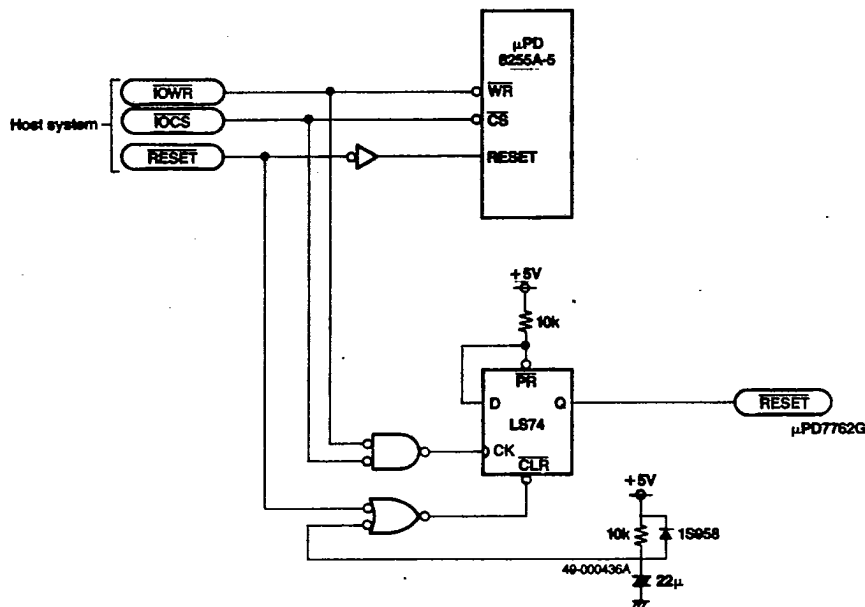 μPD
8255A-5
Host system
IOWR
IOCS
RESET
WR
CS
RESET
+5V
10k
PR
D
Q
LS74
CK
CLR
RESET
μPD7762G
+5V
10k
1S958
49-000436A
22μ